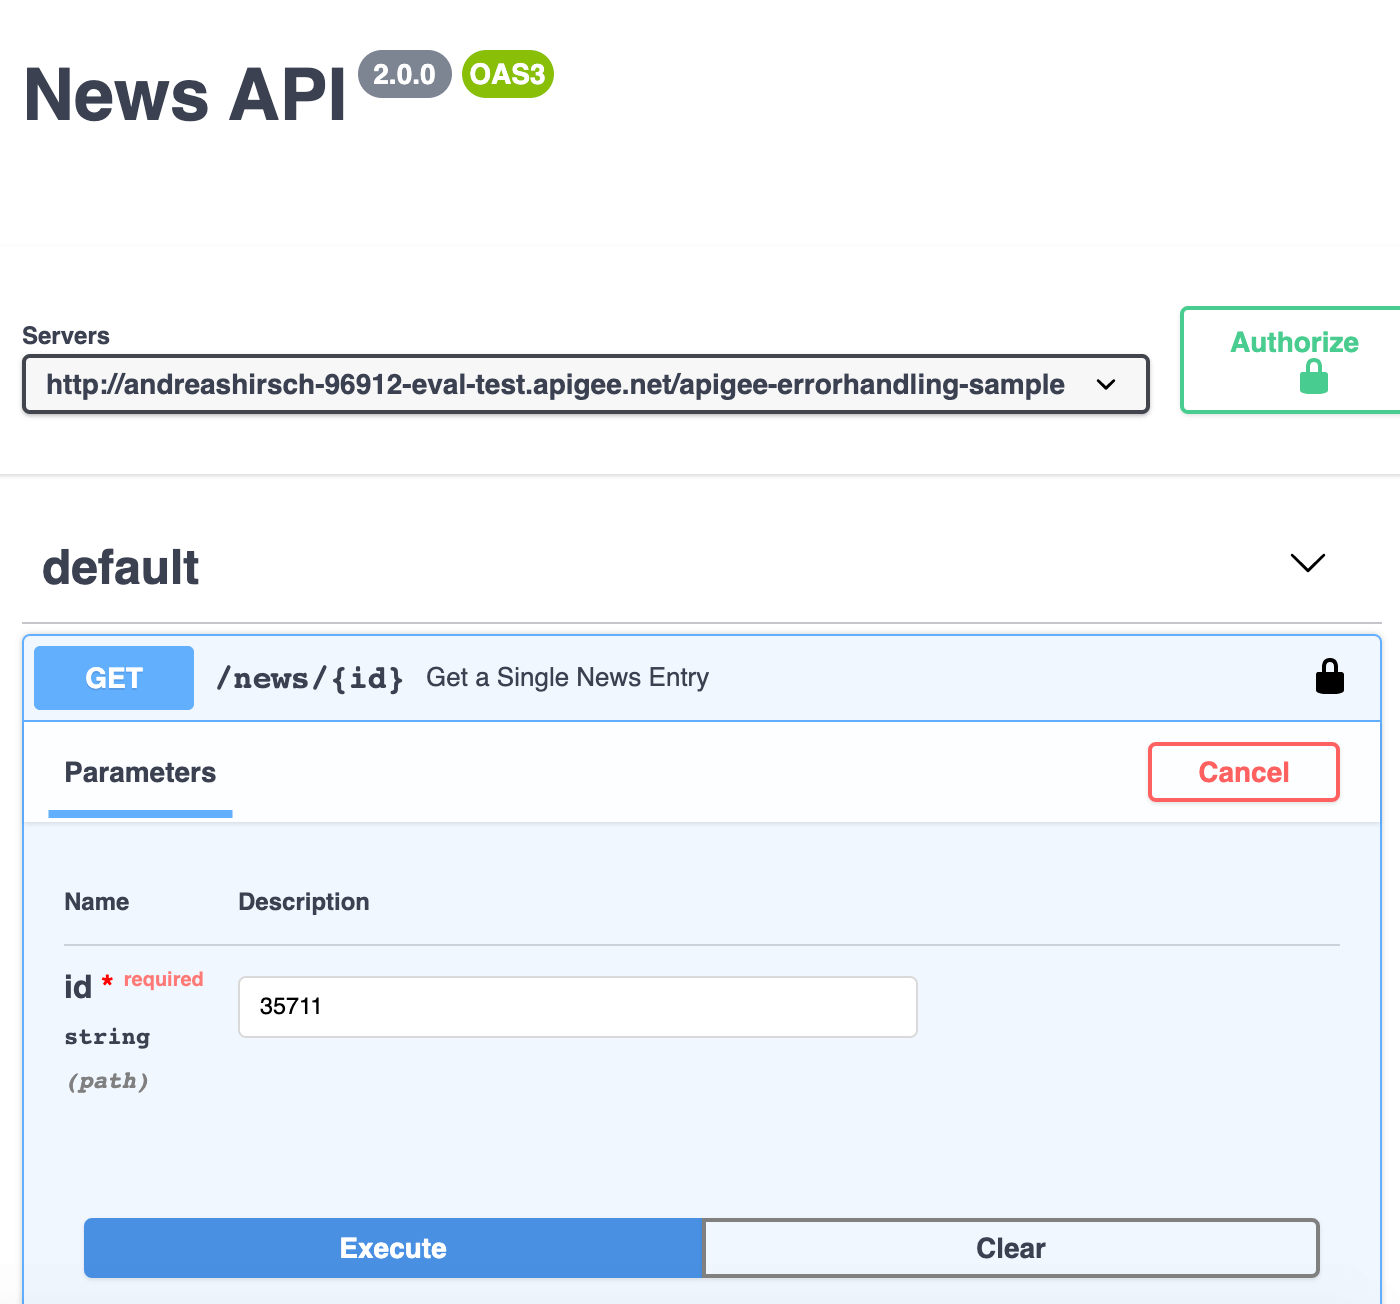 News API 2.0.0 OAS3
Servers
http://andreashirsch-96912-eval-test.apigee.net/apigee-errorhandling-sample
Authorize
default
GET /news/{id} Get a Single News Entry
Parameters
Cancel
Name Description
id * required
35711
string
(path)
Execute
Clear